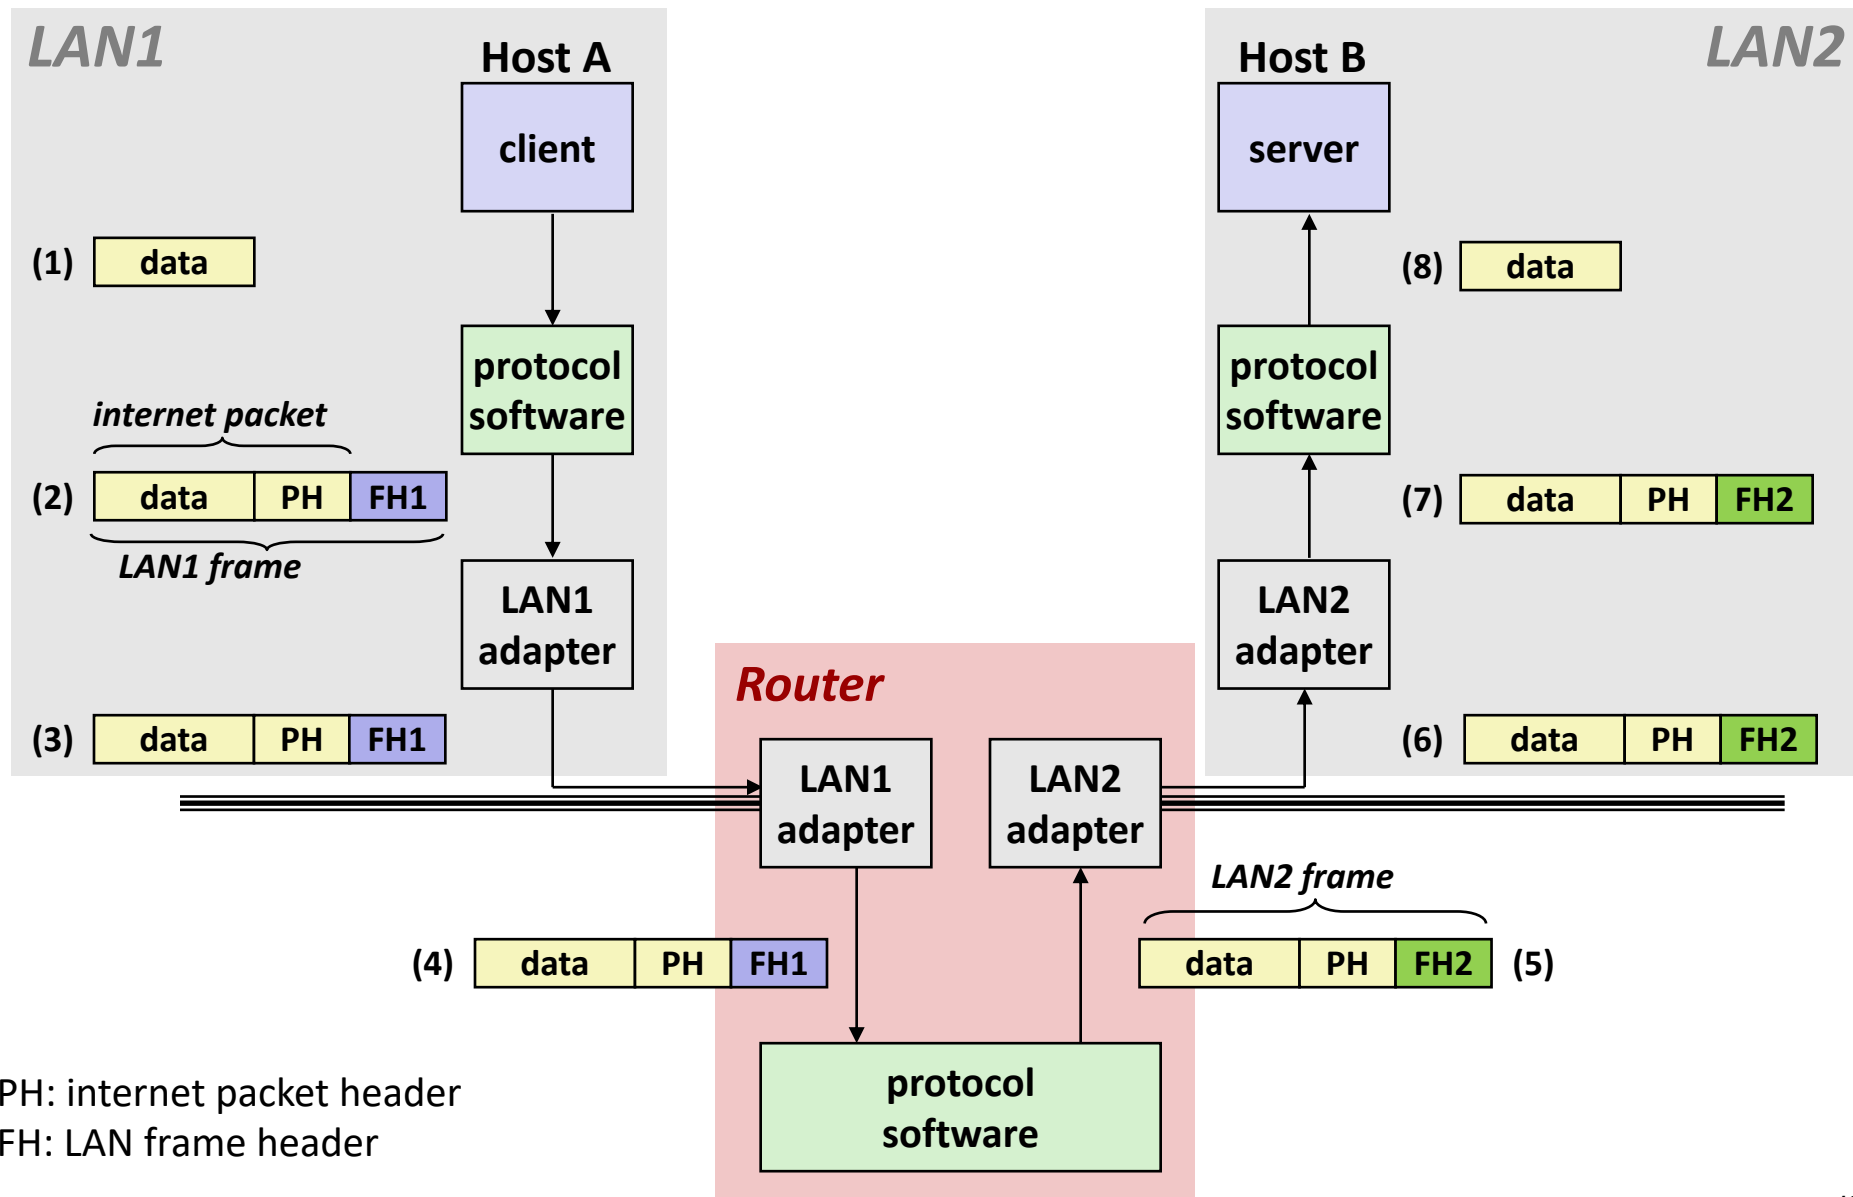 LAN1
Host A
Host B
LAN2
client
server
(1) data
(8) data
protocol
software
protocol
software
internet packet
(2) data PH FH1
LAN1 frame
(7) data PH FH2
LAN1
adapter
LAN2
adapter
Router
(3) data PH FH1
(6) data PH FH2
LAN1
adapter
LAN2
adapter
LAN2 frame
(4) data PH FH1
data PH FH2 (5)
protocol
software
PH: internet packet header
FH: LAN frame header